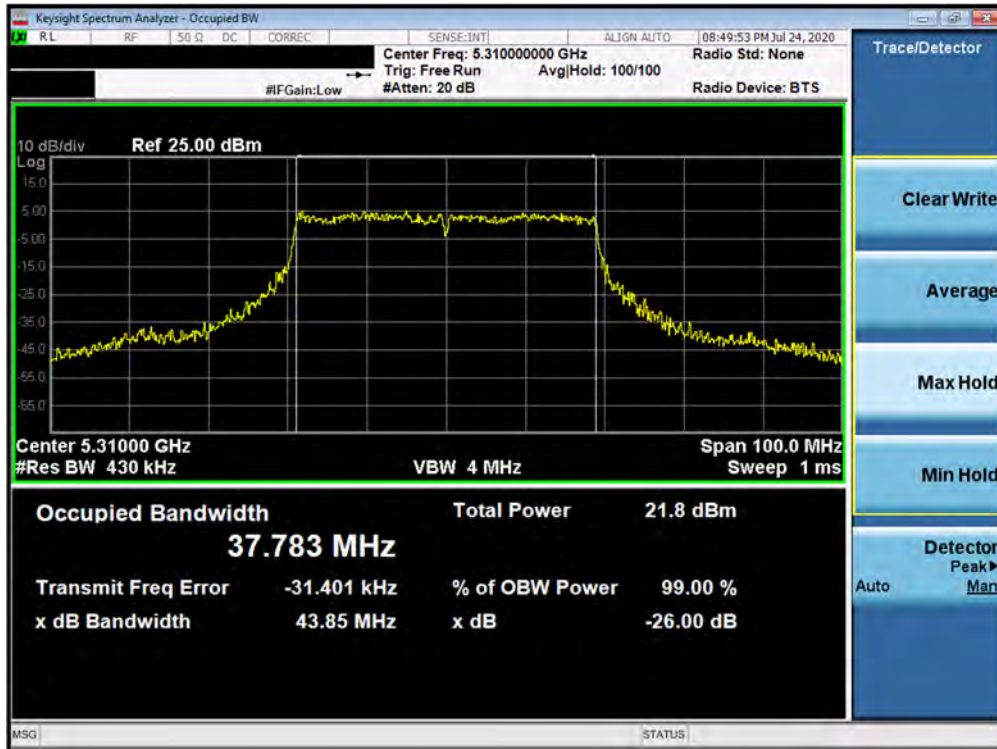 Keysight Spectrum Analyzer - Occupied BW
LXI RL RF 50 Ω DC CORREC SENSE:INT ALIGN AUTO 08:49:53 PM Jul 24, 2020
Center Freq: 5.310000000 GHz Radio Std: None
Trig: Free Run Avg|Hold: 100/100
#IFGain:Low #Atten: 20 dB Radio Device: BTS
Trace/Detector
10 dB/div Ref 25.00 dBm
Log
15.0
5.00
-5.00
-15.0
-25.0
-35.0
-45.0
-55.0
-65.0
Center 5.31000 GHz Span 100.0 MHz
#Res BW 430 kHz VBW 4 MHz Sweep 1 ms
Occupied Bandwidth Total Power 21.8 dBm
37.783 MHz
Transmit Freq Error -31.401 kHz % of OBW Power 99.00 %
x dB Bandwidth 43.85 MHz x dB -26.00 dB
Clear Write
Average
Max Hold
Min Hold
Detector
Peak▶
Auto Man
MSG STATUS